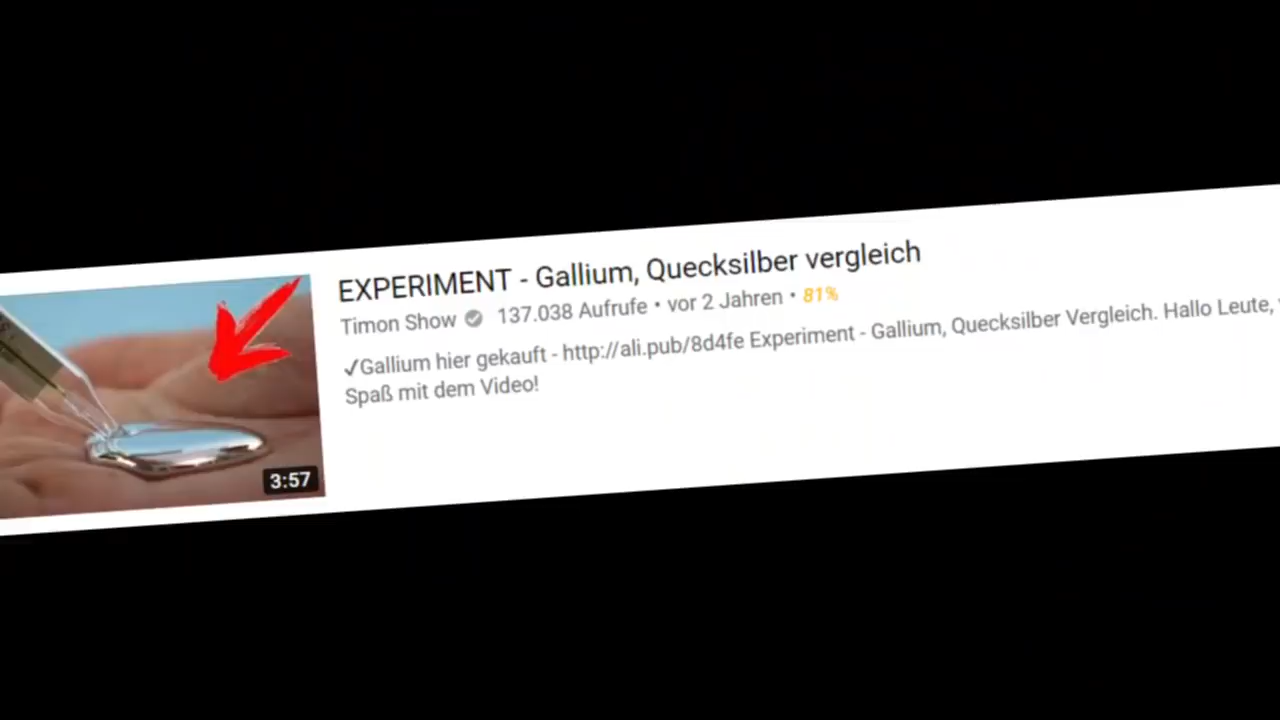 EXPERIMENT - Gallium, Quecksilber vergleich
Timon Show 137.038 Aufrufe • vor 2 Jahren • 81%
✓Gallium hier gekauft - http://ali.pub/8d4fe Experiment - Gallium, Quecksilber Vergleich. Hallo Leute,
Spaß mit dem Video!
3:57